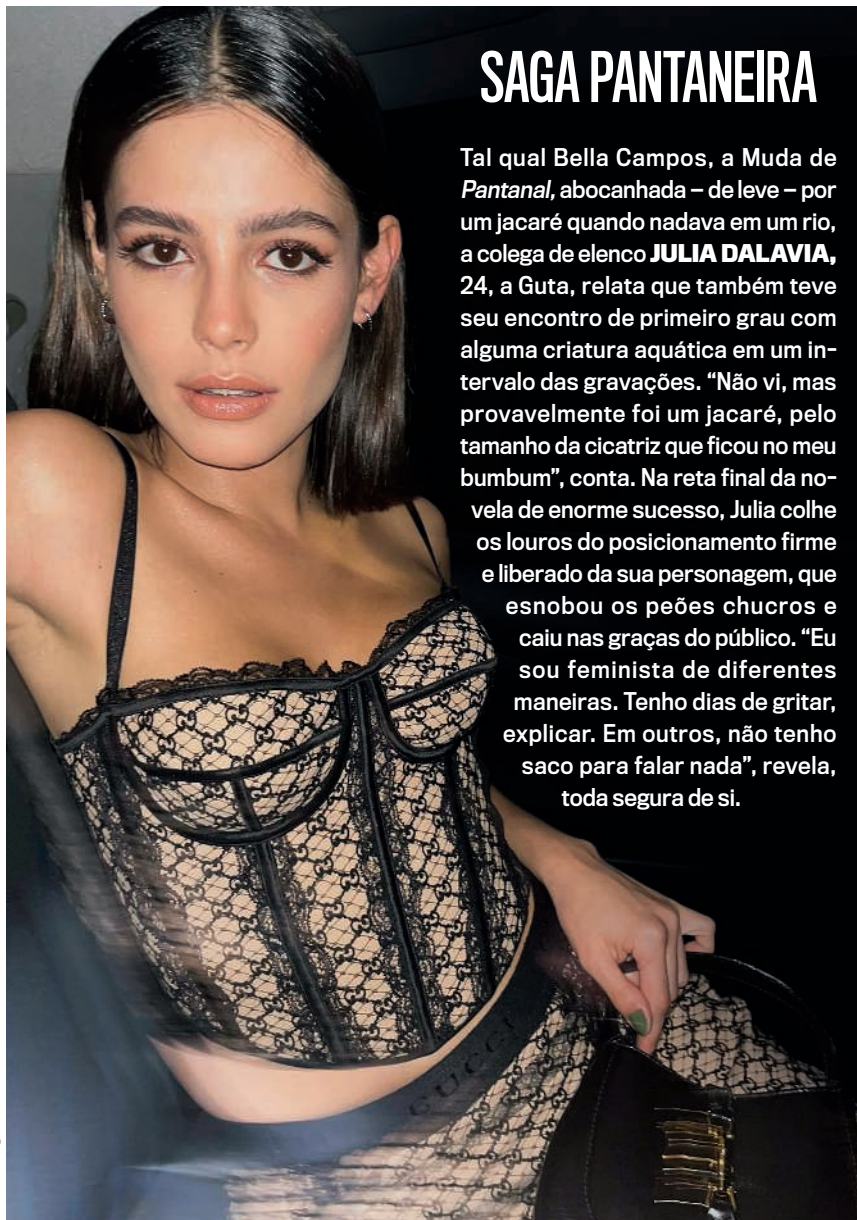 SAGA PANTANEIRA
Tal qual Bella Campos, a Muda de
Pantanal, abocanhada – de leve – por
um jacaré quando nadava em um rio,
a colega de elenco JULIA DALAVIA,
24, a Guta, relata que também teve
seu encontro de primeiro grau com
alguma criatura aquática em um in-
tervalo das gravações. “Não vi, mas
provavelmente foi um jacaré, pelo
tamanho da cicatriz que ficou no meu
bumbum”, conta. Na reta final da no-
vela de enorme sucesso, Julia colhe
os louros do posicionamento firme
e liberado da sua personagem, que
esnobou os peões chucros e
caiu nas graças do público. “Eu
sou feminista de diferentes
maneiras. Tenho dias de gritar,
explicar. Em outros, não tenho
saco para falar nada”, revela,
toda segura de si.
GUCCI